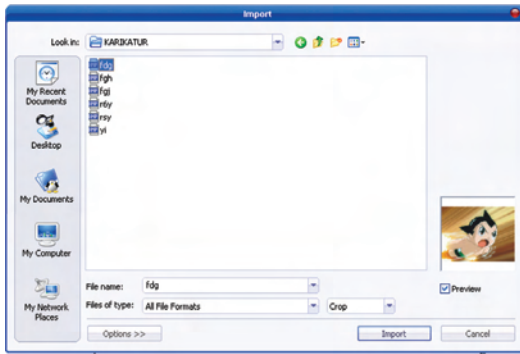 Import
Look in: KARIKATUR
My Recent
Documents
Desktop
My Documents
My Computer
My Network
Places
fdg
fgh
fgj
r6y
rsy
yi
File name: fdg
Files of type: All File Formats
Crop
Preview
Options >>
Import
Cancel